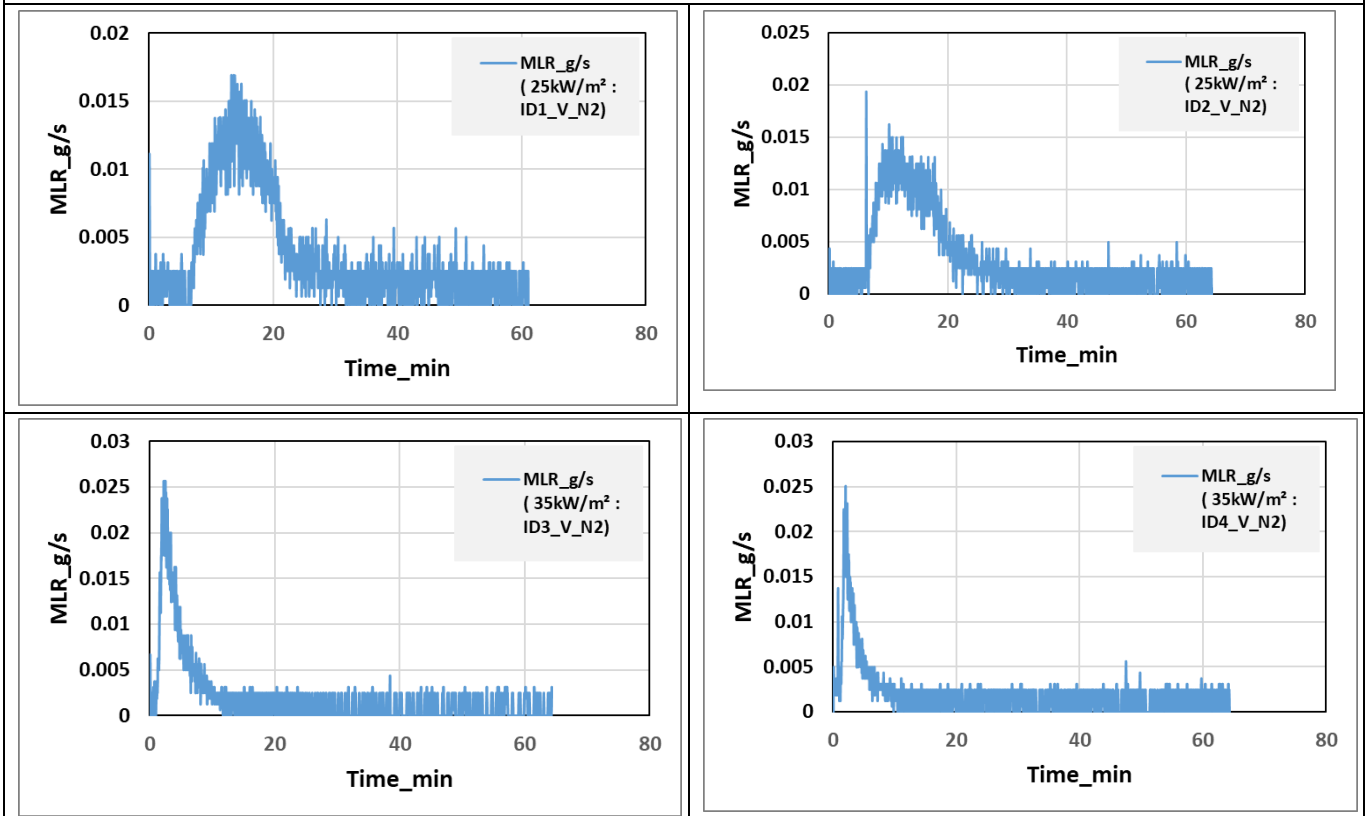 0.02
0.015
0.01
0.005
0
MLR_g/s
MLR_g/s
( 25kW/m² :
ID1_V_N2)
0 20 40 60 80
Time_min
0.025
0.02
0.015
0.01
0.005
0
MLR_g/s
MLR_g/s
( 25kW/m² :
ID2_V_N2)
0 20 40 60 80
Time_min
0.03
0.025
0.02
0.015
0.01
0.005
0
MLR_g/s
MLR_g/s
( 35kW/m² :
ID3_V_N2)
0 20 40 60 80
Time_min
0.03
0.025
0.02
0.015
0.01
0.005
0
MLR_g/s
MLR_g/s
( 35kW/m² :
ID4_V_N2)
0 20 40 60 80
Time_min